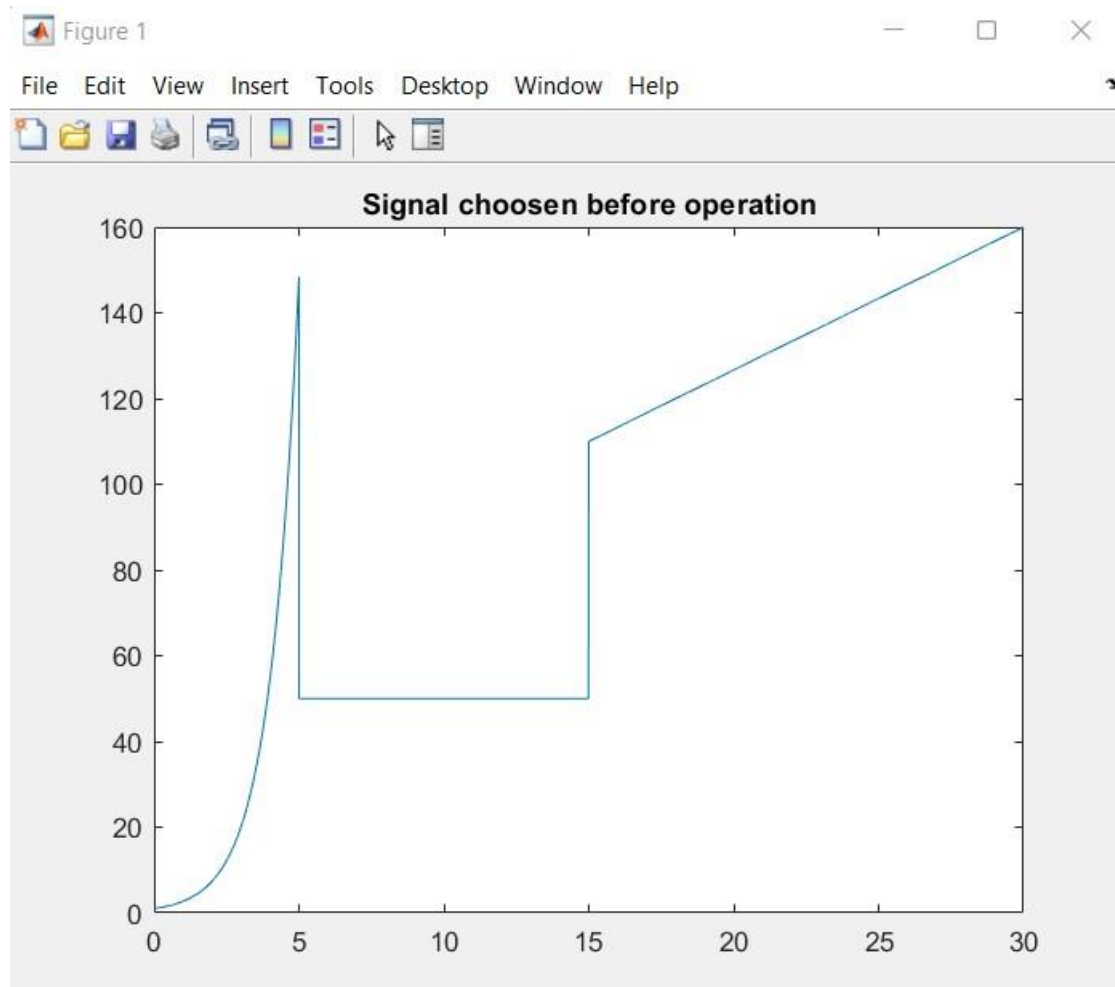 Figure 1
File Edit View Insert Tools Desktop Window Help
Signal choosen before operation
160
140
120
100
80
60
40
20
0
0 5 10 15 20 25 30